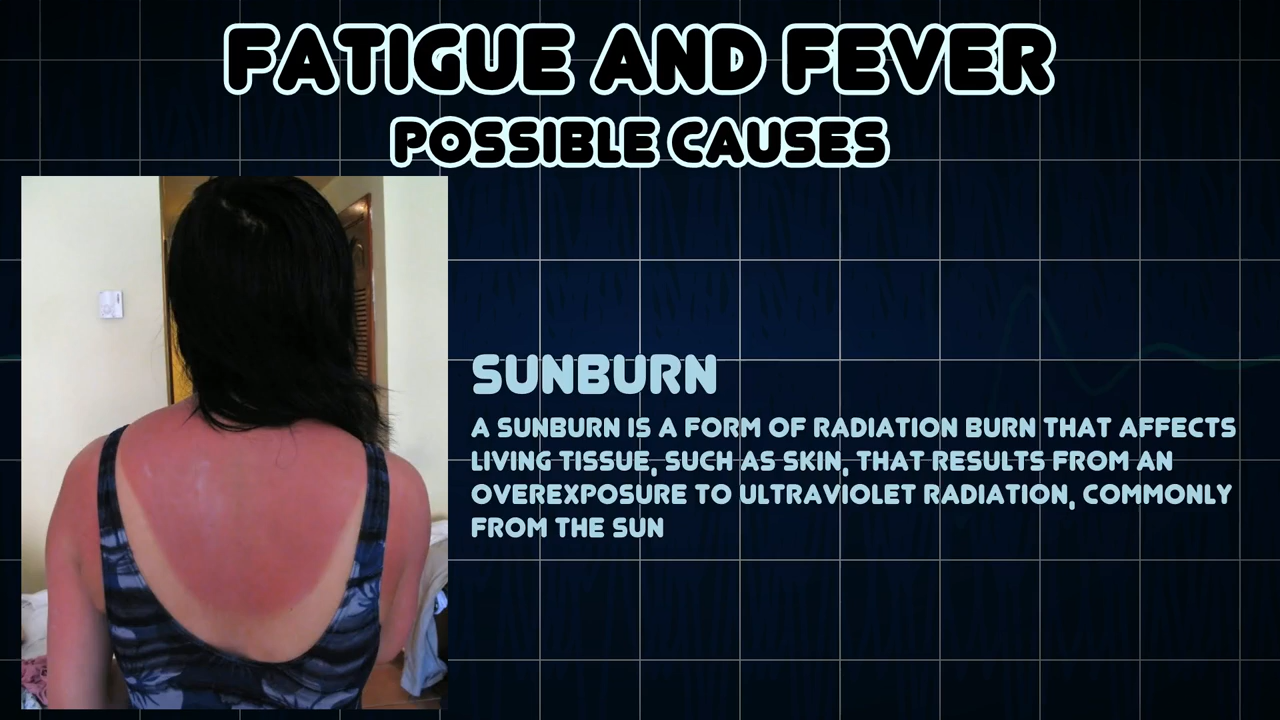 FATIGUE AND FEVER
POSSIBLE CAUSES
SUNBURN
A SUNBURN IS A FORM OF RADIATION BURN THAT AFFECTS
LIVING TISSUE, SUCH AS SKIN, THAT RESULTS FROM AN
OVEREXPOSURE TO ULTRAVIOLET RADIATION, COMMONLY
FROM THE SUN